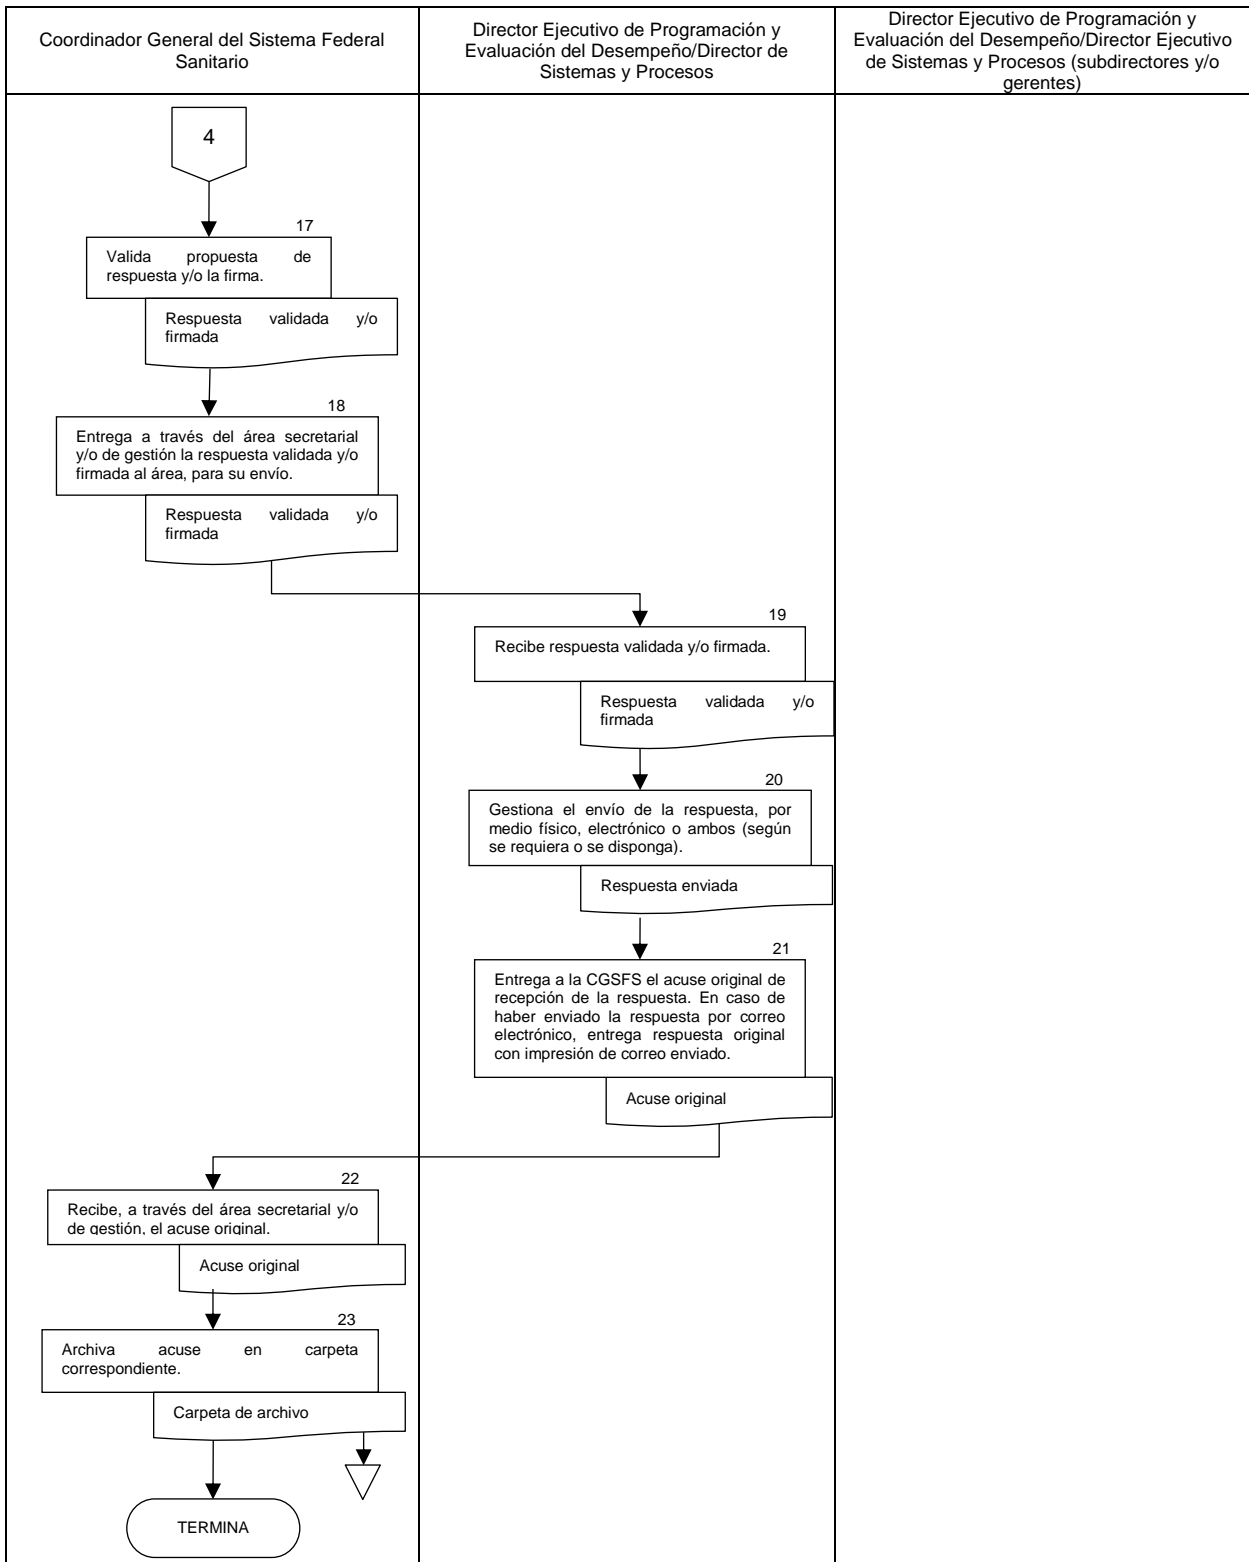 Coordinador General del Sistema Federal
Sanitario
Director Ejecutivo de Programación y
Evaluación del Desempeño/Director de
Sistemas y Procesos
Director Ejecutivo de Programación y
Evaluación del Desempeño/Director Ejecutivo
de Sistemas y Procesos (subdirectores y/o
gerentes)
4
17
Valida propuesta de
respuesta y/o la firma.
Respuesta validada y/o
firmada
18
Entrega a través del área secretarial
y/o de gestión la respuesta validada y/o
firmada al área, para su envío.
Respuesta validada y/o
firmada
19
Recibe respuesta validada y/o firmada.
Respuesta validada y/o
firmada
20
Gestiona el envío de la respuesta, por
medio físico, electrónico o ambos (según
se requiera o se disponga).
Respuesta enviada
21
Entrega a la CGSFS el acuse original de
recepción de la respuesta. En caso de
haber enviado la respuesta por correo
electrónico, entrega respuesta original
con impresión de correo enviado.
Acuse original
22
Recibe, a través del área secretarial y/o
de gestión, el acuse original.
Acuse original
23
Archiva acuse en carpeta
correspondiente.
Carpeta de archivo
TERMINA